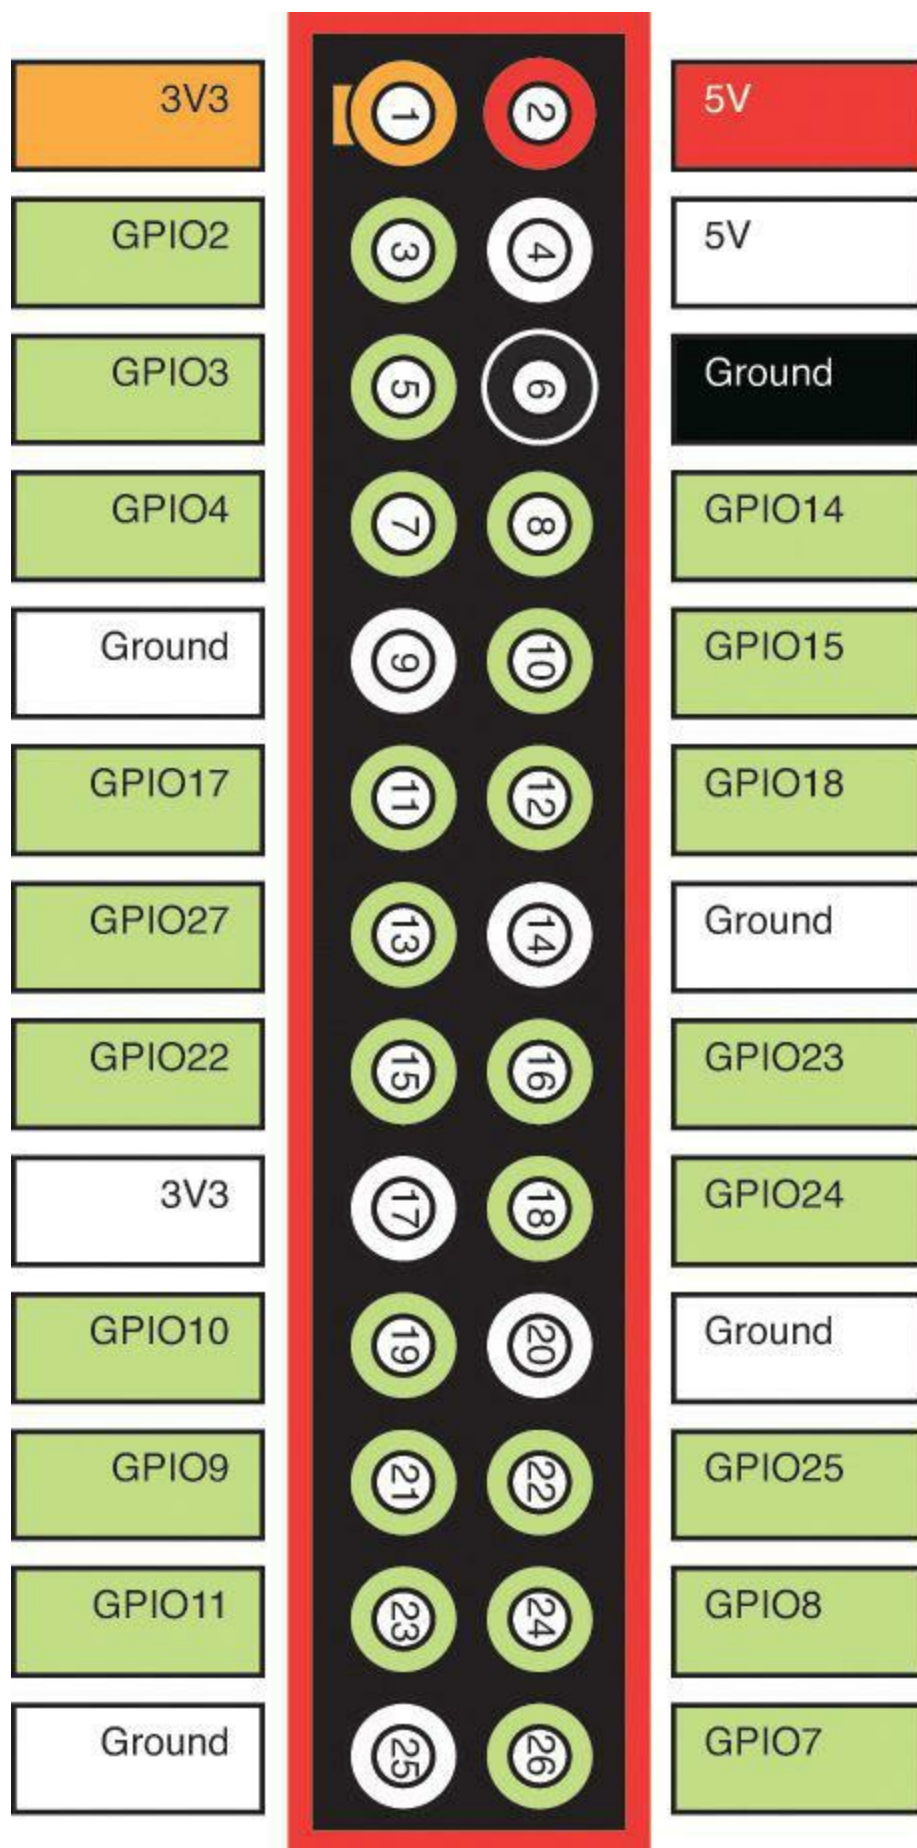 3V3 1 2 5V
GPIO2 3 4 5V
GPIO3 5 6 Ground
GPIO4 7 8 GPIO14
Ground 9 10 GPIO15
GPIO17 11 12 GPIO18
GPIO27 13 14 Ground
GPIO22 15 16 GPIO23
3V3 17 18 GPIO24
GPIO10 19 20 Ground
GPIO9 21 22 GPIO25
GPIO11 23 24 GPIO8
Ground 25 26 GPIO7